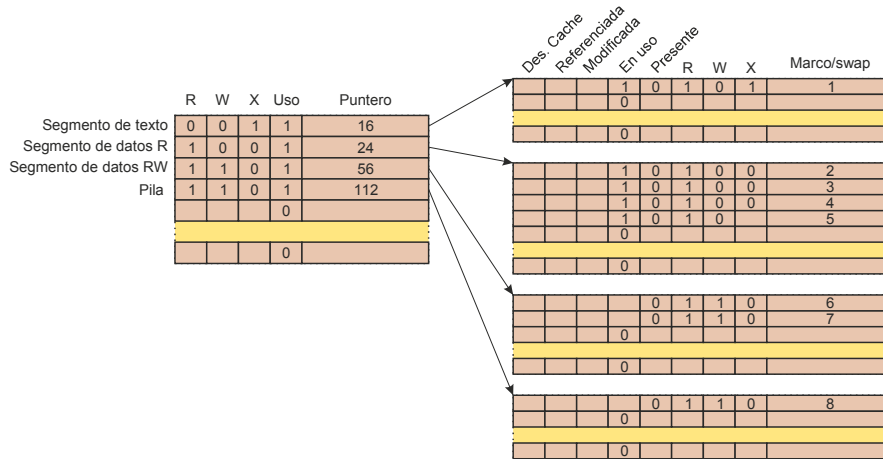 Des. Cache Referenciada Modificada En uso Presente R W X Marco/swap
1 0 1 0 1 1
0
0
R W X Uso Puntero
Segmento de texto 0 0 1 1 16
Segmento de datos R 1 0 0 1 24
Segmento de datos RW 1 1 0 1 56
Pila 1 1 0 1 112
0
0
1 0 1 0 0 2
1 0 1 0 0 3
1 0 1 0 0 4
1 0 1 0 5
0
0
0 1 1 0 6
0 1 1 0 7
0
0
0 1 1 0 8
0
0